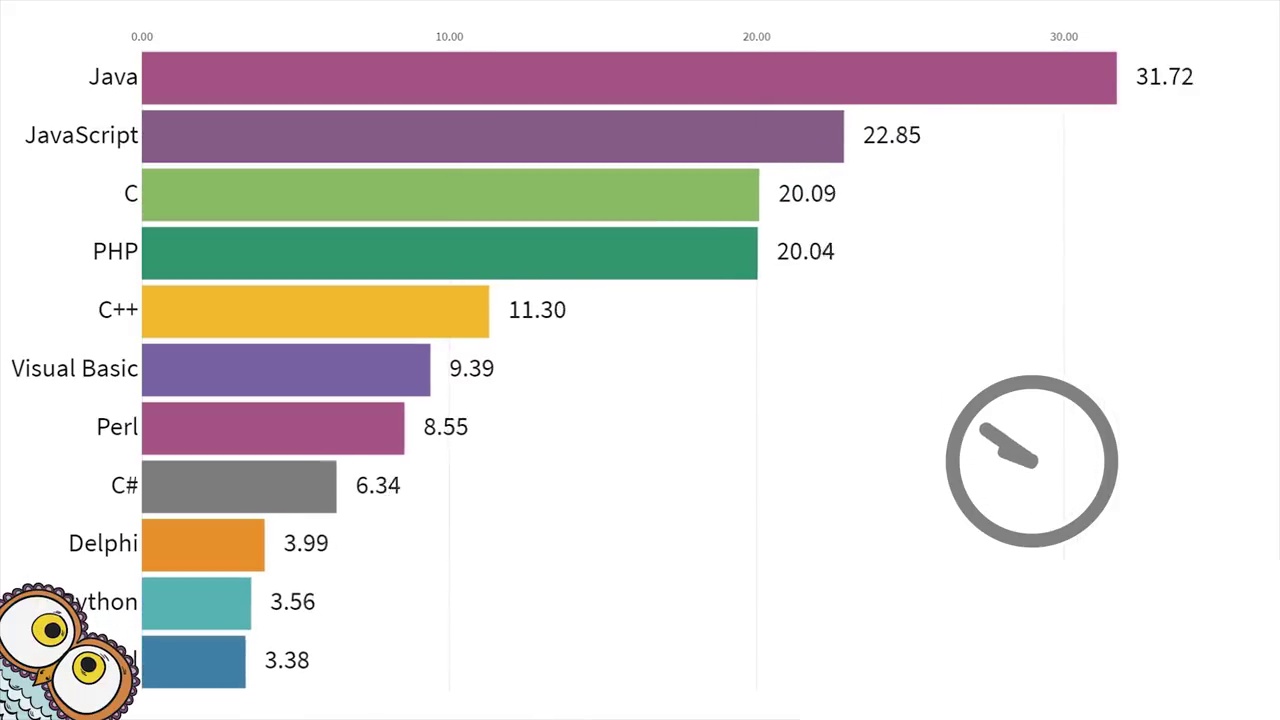 0.00 10.00 20.00 30.00
Java 31.72
JavaScript 22.85
C 20.09
PHP 20.04
C++ 11.30
Visual Basic 9.39
Perl 8.55
C# 6.34
Delphi 3.99
ython 3.56
3.38